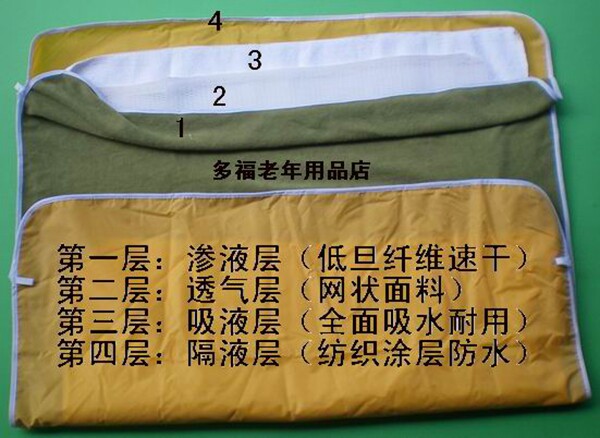 4
3
2
1
多福老年用品店
第一层：渗液层（低旦纤维速干）
第二层：透气层（网状面料）
第三层：吸液层（全面吸水耐用）
第四层：隔液层（纺织涂层防水）